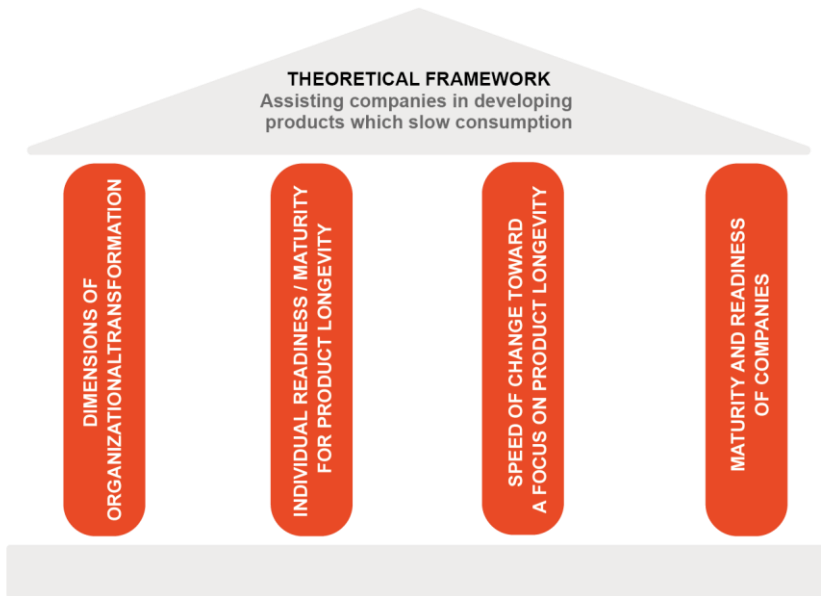 THEORETICAL FRAMEWORK
Assisting companies in developing
products which slow consumption
DIMENSIONS OF
ORGANIZATIONALTRANSFORMATION
INDIVIDUAL READINESS / MATURITY
FOR PRODUCT LONGEVITY
SPEED OF CHANGE TOWARD
A FOCUS ON PRODUCT LONGEVITY
MATURITY AND READINESS
OF COMPANIES